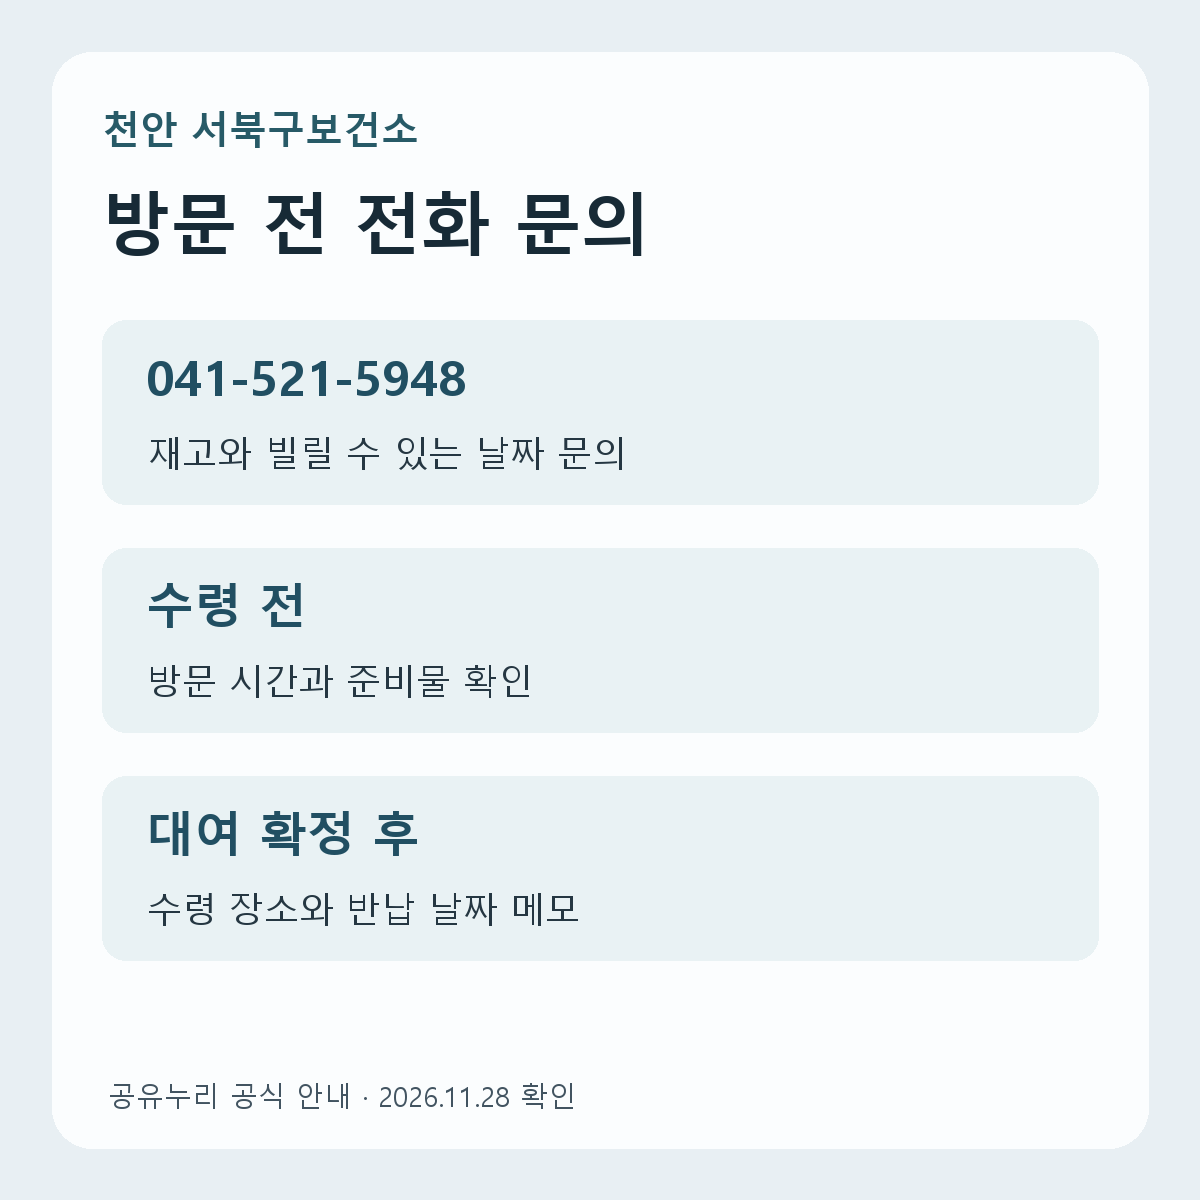 천안 서북구보건소
방문 전 전화 문의
041-521-5948
재고와 빌릴 수 있는 날짜 문의
수령 전
방문 시간과 준비물 확인
대여 확정 후
수령 장소와 반납 날짜 메모
공유누리 공식 안내 · 2026.11.28 확인